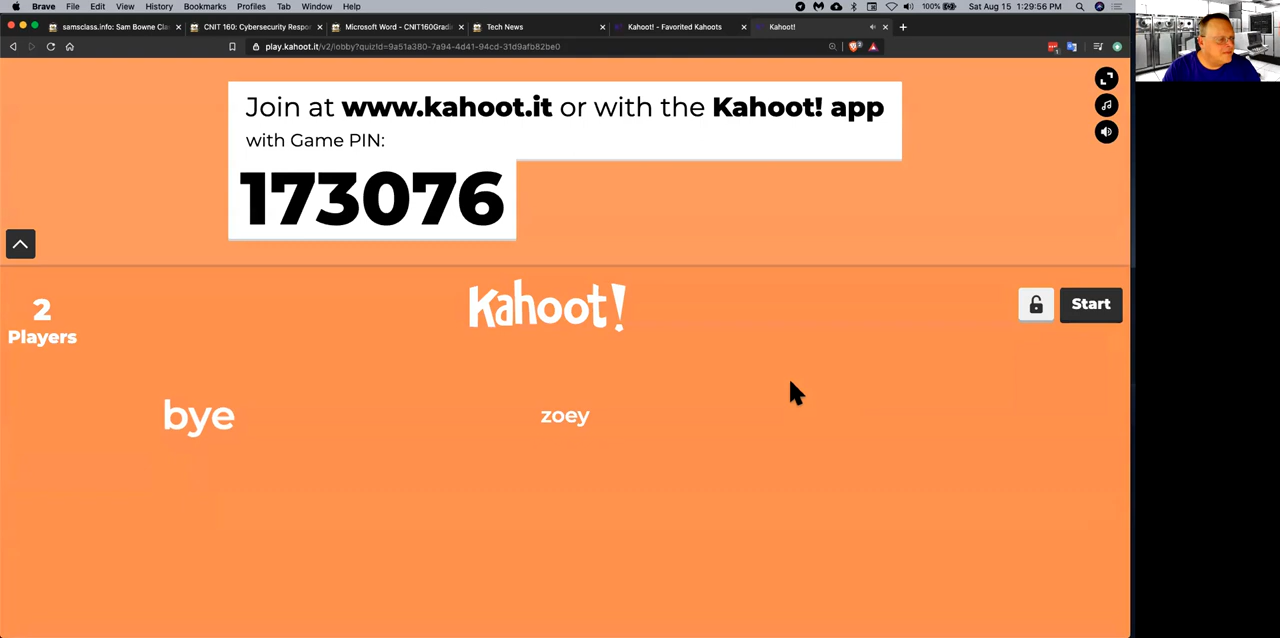 Brave File Edit View History Bookmarks Profiles Tab Window Help 100% Sat Aug 15 1:29:56 PM
samsclass.info: Sam Bowne Cla CNIT 160: Cybersecurity Respo Microsoft Word - CNIT160Gradi Tech News Kahoot! - Favorited Kahoots Kahoot!
play.kahoot.it/v2/lobby?quizId=9a51a380-7a94-4d41-94cd-31d9afb82be0
Join at www.kahoot.it or with the Kahoot! app
with Game PIN:
173076
Kahoot!
2
Players
Start
bye zoey